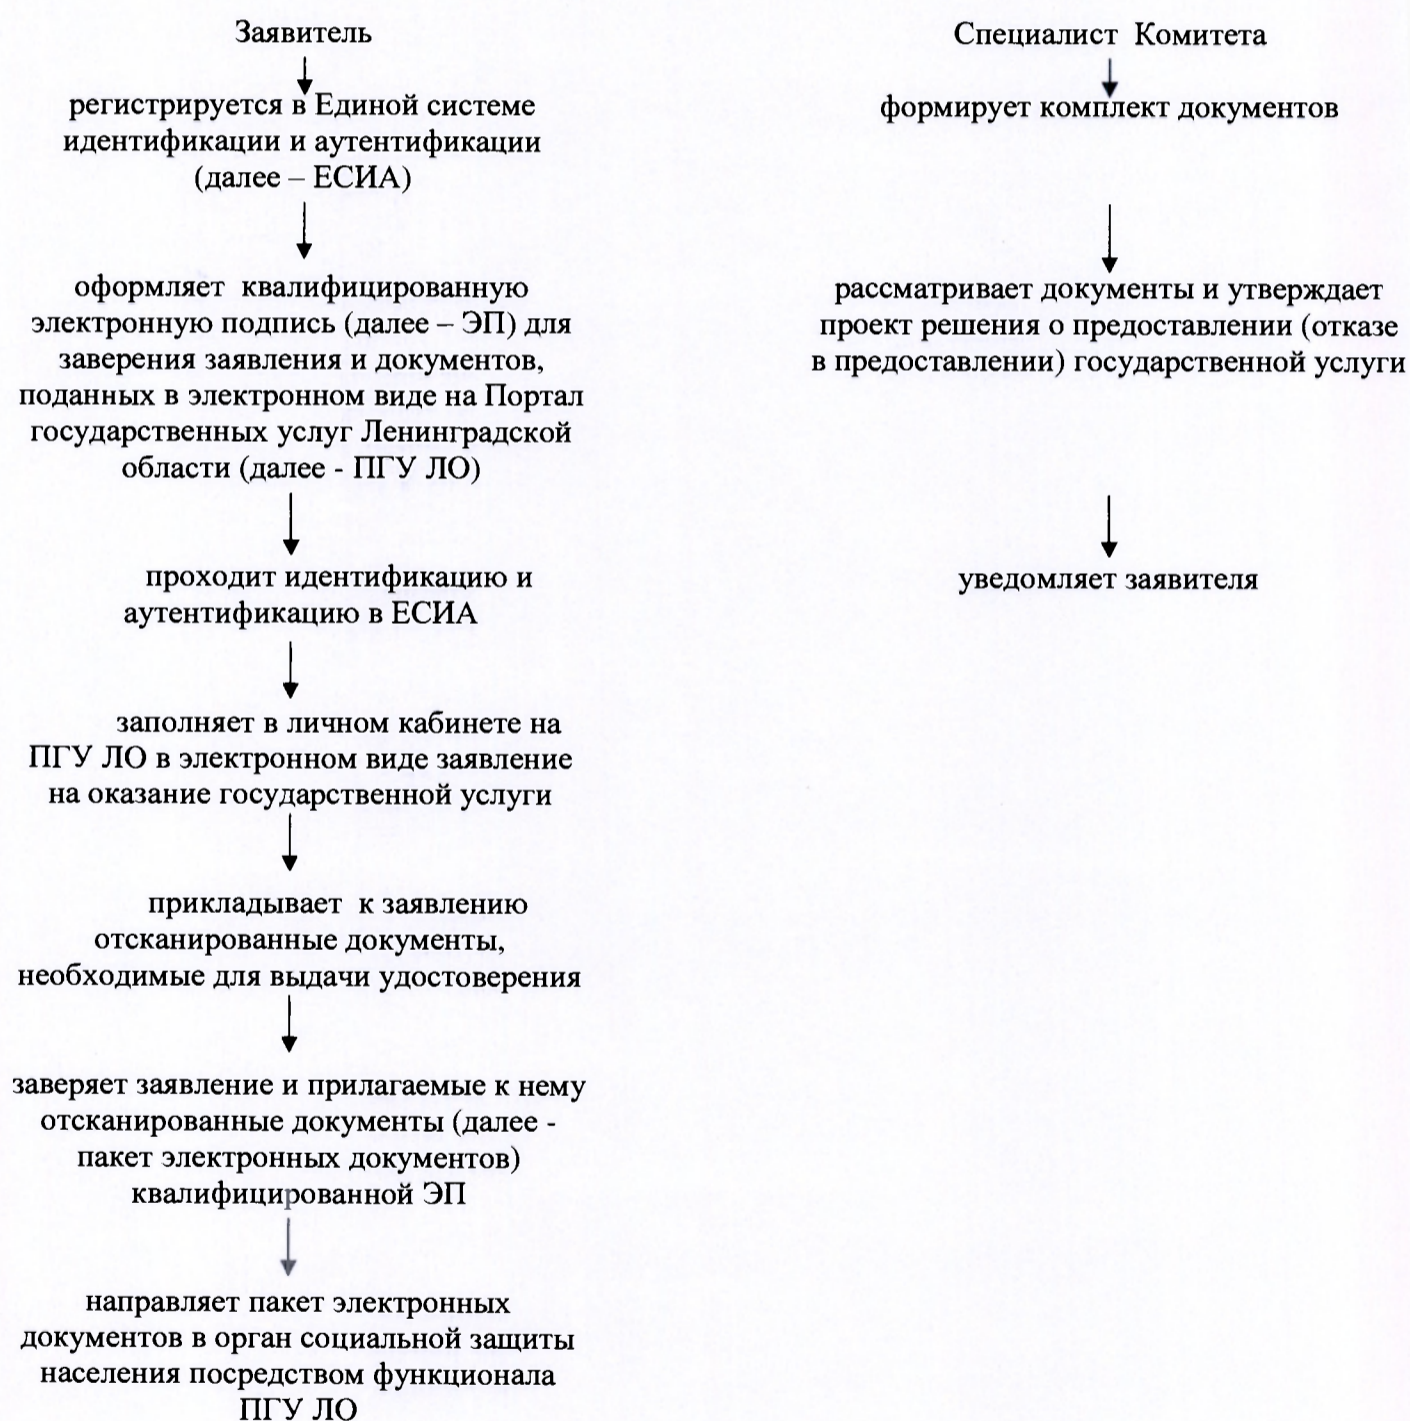 Заявитель
регистрируется в Единой системе
идентификации и аутентификации
(далее – ЕСИА)
оформляет квалифицированную
электронную подпись (далее – ЭП) для
заверения заявления и документов,
поданных в электронном виде на Портал
государственных услуг Ленинградской
области (далее - ПГУ ЛО)
проходит идентификацию и
аутентификацию в ЕСИА
заполняет в личном кабинете на
ПГУ ЛО в электронном виде заявление
на оказание государственной услуги
прикладывает к заявлению
отсканированные документы,
необходимые для выдачи удостоверения
заверяет заявление и прилагаемые к нему
отсканированные документы (далее -
пакет электронных документов)
квалифицированной ЭП
направляет пакет электронных
документов в орган социальной защиты
населения посредством функционала
ПГУ ЛО
Специалист Комитета
формирует комплект документов
рассматривает документы и утверждает
проект решения о предоставлении (отказе
в предоставлении) государственной услуги
уведомляет заявителя